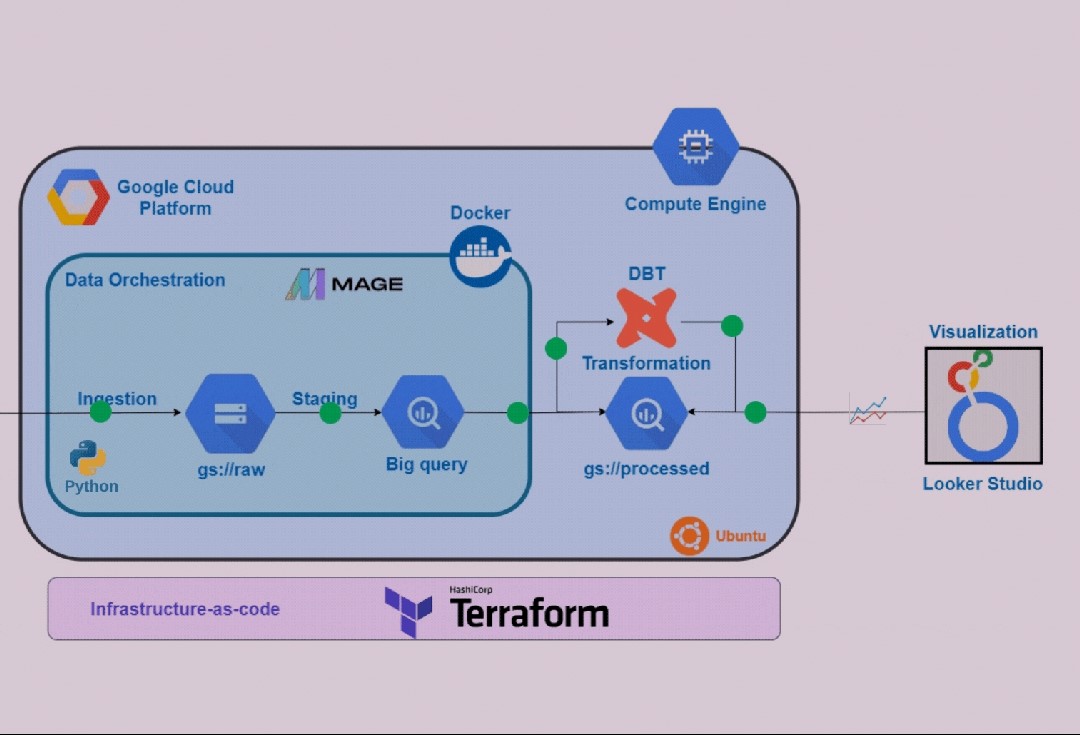 Google Cloud
Platform
Compute Engine
Docker
Data Orchestration
MAGE
DBT
Transformation
Visualization
Ingestion
Staging
gs://raw
Big query
gs://processed
Python
Looker Studio
Ubuntu
Infrastructure-as-code
HashiCorp
Terraform